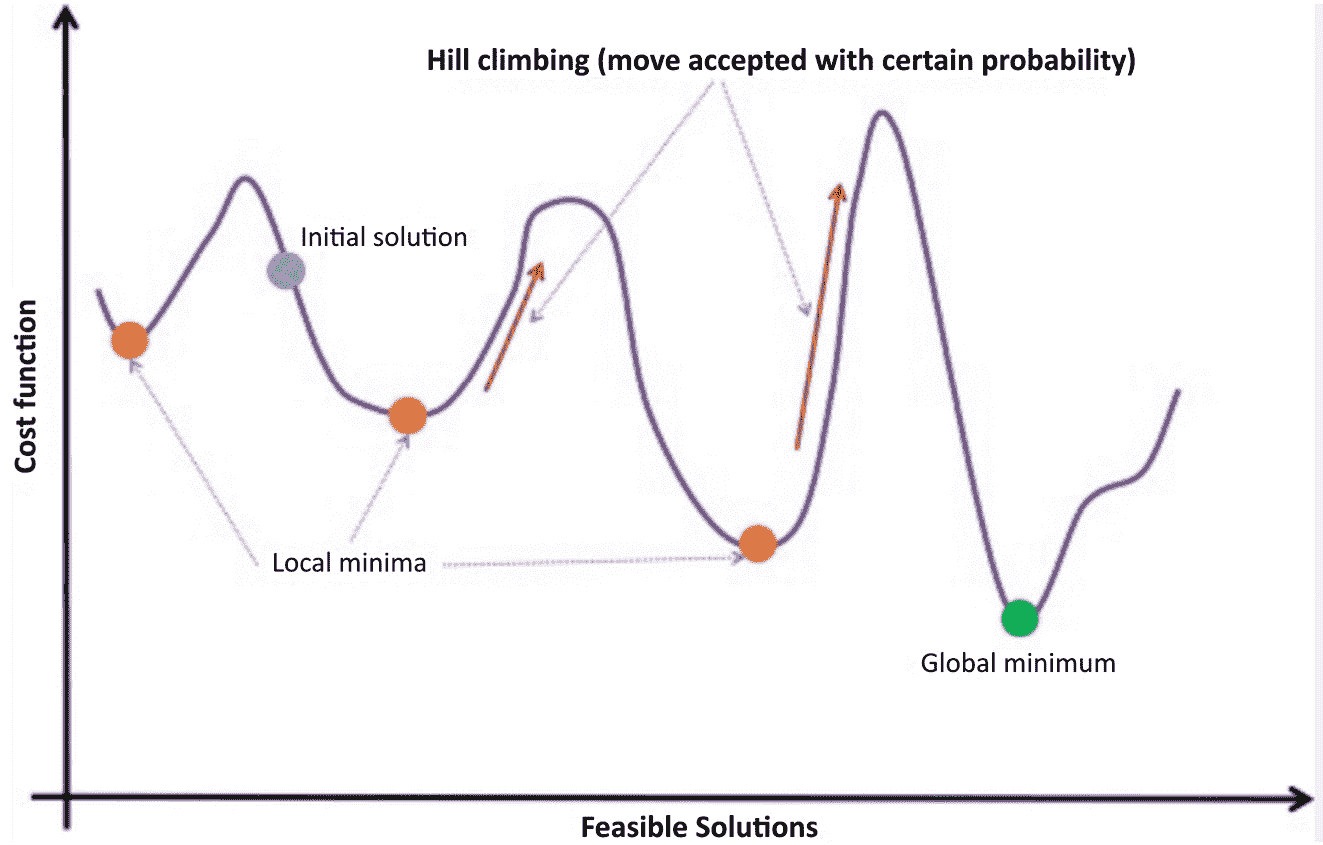 Hill climbing (move accepted with certain probability)
Initial solution
Cost function
Local minima
Global minimum
Feasible Solutions